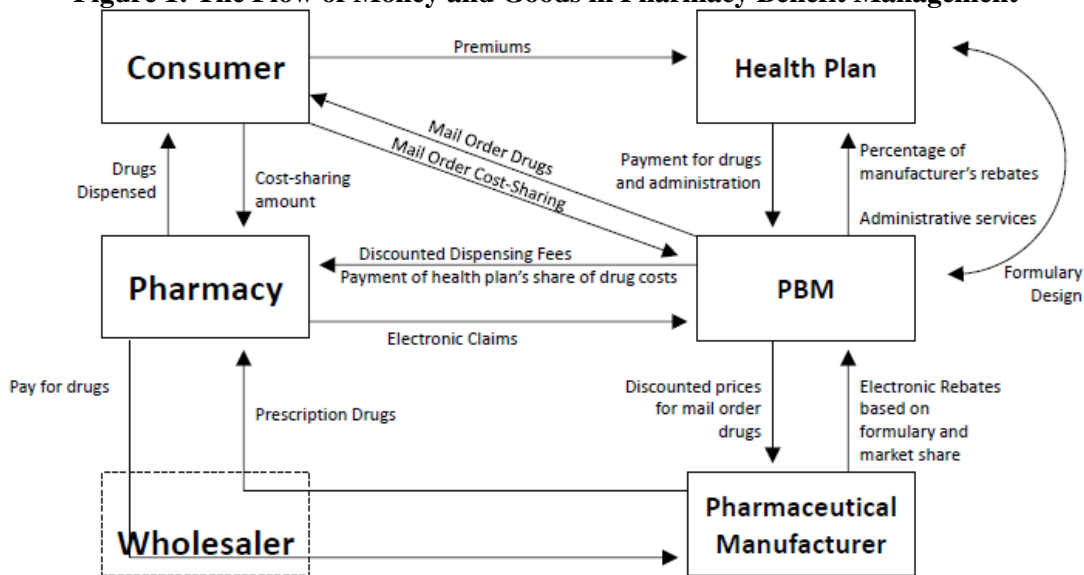 Figure 1: The Flow of Money and Goods in Pharmacy Benefit Management
Consumer
Premiums
Health Plan
Mail Order Drugs
Mail Order Cost-Sharing
Drugs
Dispensed
Cost-sharing
amount
Payment for drugs
and administration
Percentage of
manufacturer's rebates
Administrative services
Pharmacy
Discounted Dispensing Fees
Payment of health plan's share of drug costs
PBM
Formulary
Design
Electronic Claims
Pay for drugs
Prescription Drugs
Discounted prices
for mail order
drugs
Electronic Rebates
based on
formulary and
market share
Wholesaler
Pharmaceutical
Manufacturer